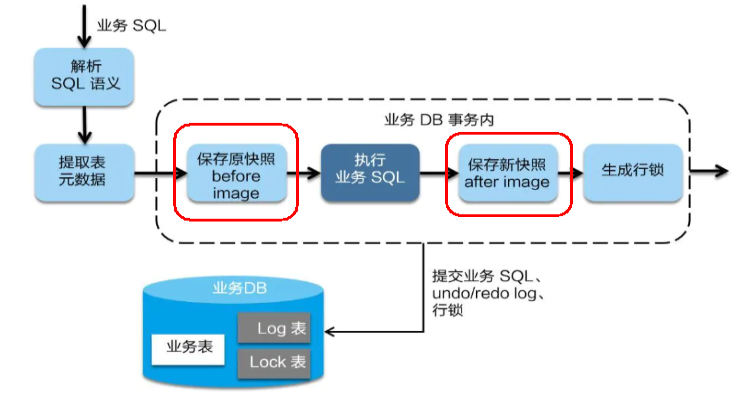 业务 SQL
解析
SQL 语义
业务 DB 事务内
提取表
元数据
保存原快照
before
image
执行
业务 SQL
保存新快照
after image
生成行锁
提交业务 SQL、
undo/redo log、
行锁
业务DB
业务表
Log 表
Lock 表